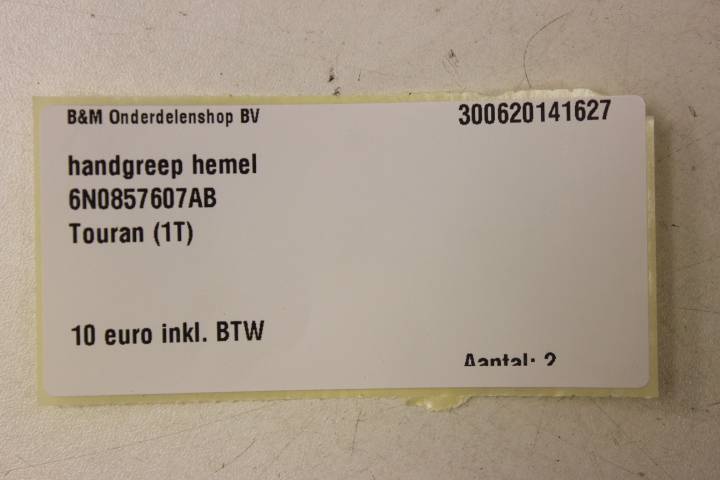 B&M Onderdelenshop BV 300620141627
handgreep hemel
6N0857607AB
Touran (1T)
10 euro inkl. BTW
Aantal: 2